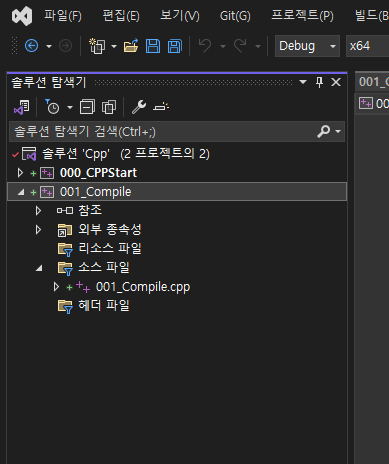 파일(F) 편집(E) 보기(V) Git(G) 프로젝트(P) 빌드(B
Debug x64
솔루션 탐색기
솔루션 탐색기 검색(Ctrl+;)
솔루션 'Cpp' (2 프로젝트의 2)
000_CPPStart
001_Compile
참조
외부 종속성
리소스 파일
소스 파일
001_Compile.cpp
헤더 파일
001_C
00